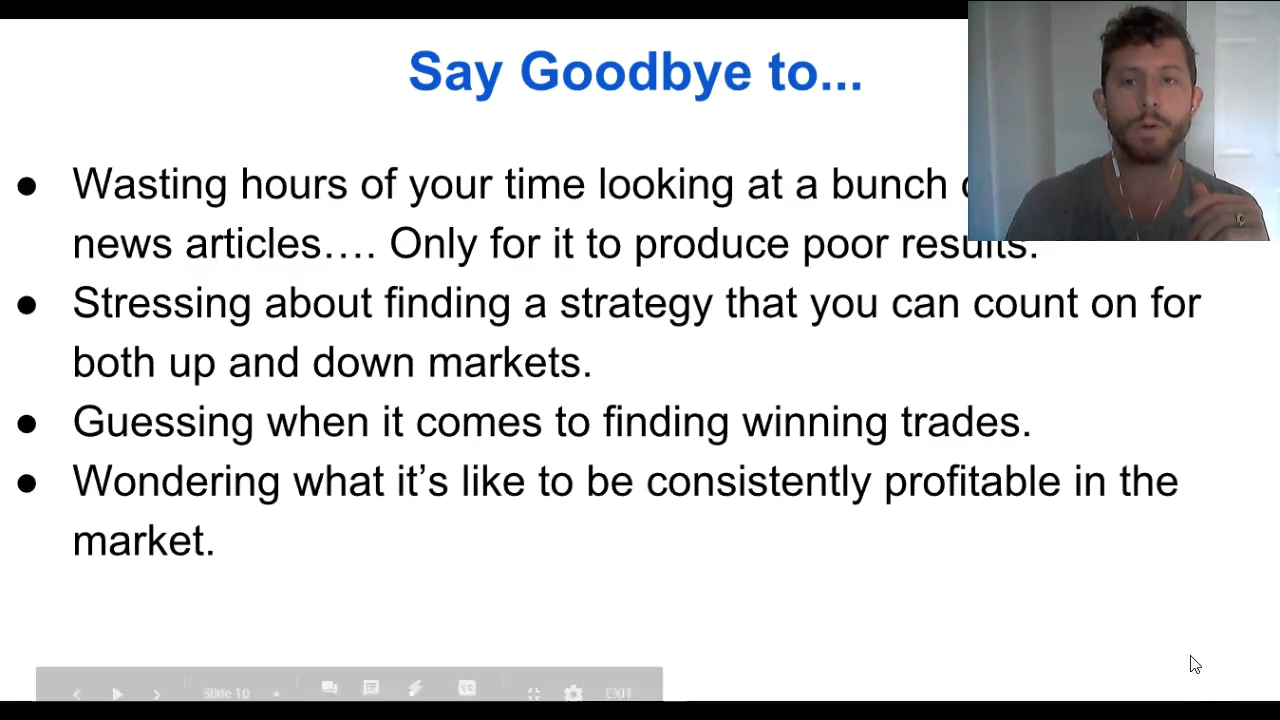 Say Goodbye to...
● Wasting hours of your time looking at a bunch
news articles…. Only for it to produce poor results.
● Stressing about finding a strategy that you can count on for
both up and down markets.
● Guessing when it comes to finding winning trades.
● Wondering what it’s like to be consistently profitable in the
market.
Slide 10
EXIT